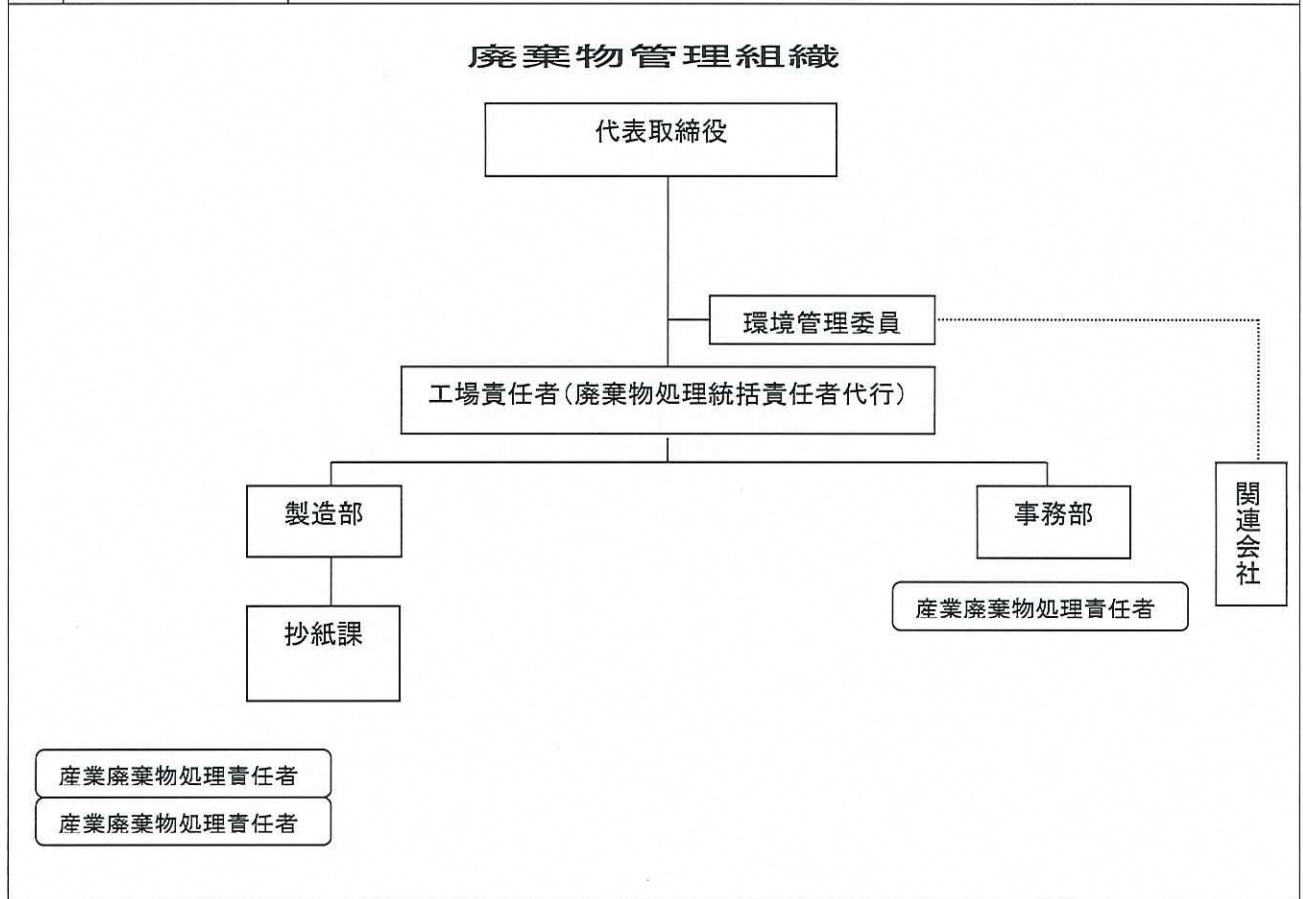 廃棄物管理組織
代表取締役
環境管理委員
工場責任者(廃棄物処理統括責任者代行)
製造部
事務部
関連会社
産業廃棄物処理責任者
抄紙課
産業廃棄物処理責任者
産業廃棄物処理責任者